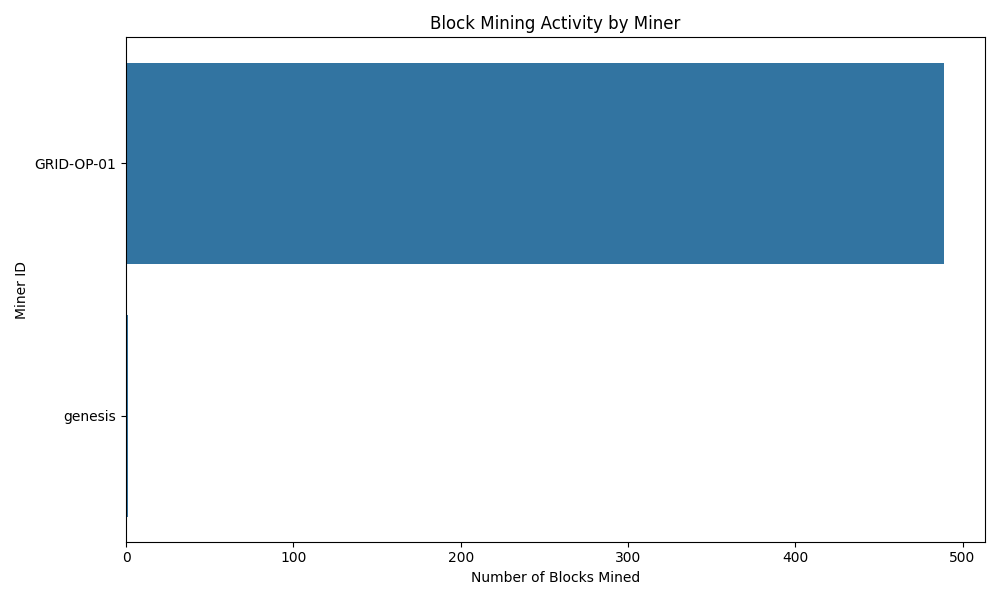 Block Mining Activity by Miner
GRID-OP-01
genesis
Miner ID
0 100 200 300 400 500
Number of Blocks Mined